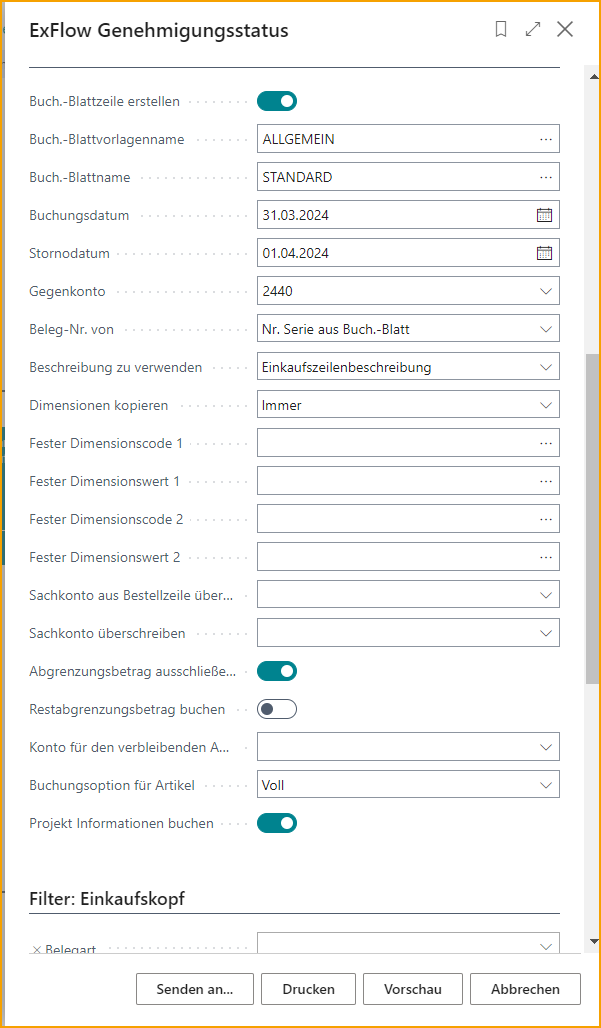 ExFlow Genehmigungsstatus
Buch.-Blattzeile erstellen
Buch.-Blattvorlagenname ALLGEMEIN
Buch.-Blattname STANDARD
Buchungsdatum 31.03.2024
Stornodatum 01.04.2024
Gegenkonto 2440
Beleg-Nr. von Nr. Serie aus Buch.-Blatt
Beschreibung zu verwenden Einkaufszeilenbeschreibung
Dimensionen kopieren Immer
Fester Dimensionscode 1
Fester Dimensionswert 1
Fester Dimensionscode 2
Fester Dimensionswert 2
Sachkonto aus Bestellzeile über...
Sachkonto überschreiben
Abgrenzungsbetrag ausschließe...
Restabgrenzungsbetrag buchen
Konto für den verbleibenden A...
Buchungsoption für Artikel Voll
Projekt Informationen buchen
Filter: Einkaufskopf
Belegart
Senden an... Drucken Vorschau Abbrechen